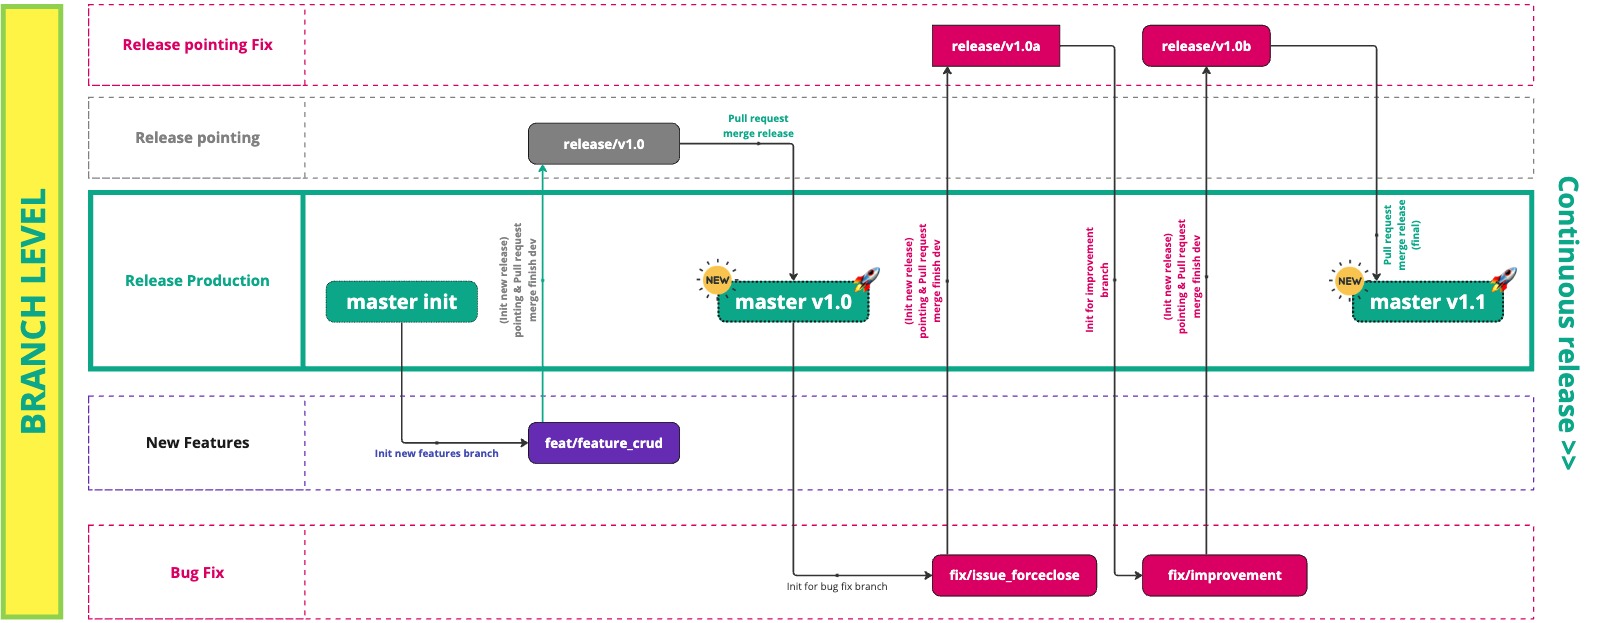 BRANCH LEVEL
Release pointing Fix
release/v1.0a
release/v1.0b
Release pointing
release/v1.0
Pull request
merge release
Release Production
master init
(Init new release)
pointing & Pull request
merge finish dev
NEW
master v1.0
(Init new release)
pointing & Pull request
merge finish dev
Init for improvement
branch
(Init new release)
pointing & Pull request
merge finish dev
Pull request
merge release
(final)
NEW
master v1.1
New Features
Init new features branch
feat/feature_crud
Bug Fix
Init for bug fix branch
fix/issue_forceclose
fix/improvement
Continuous release >>